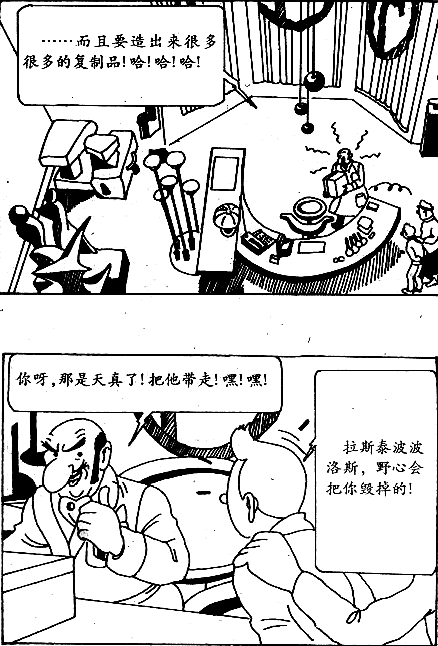 ……而且要造出来很多
很多的复制品!哈!哈!哈!
你呀,那是天真了!把他带走!嘿!嘿!
拉斯泰波波
洛斯，野心会
把你毁掉的!